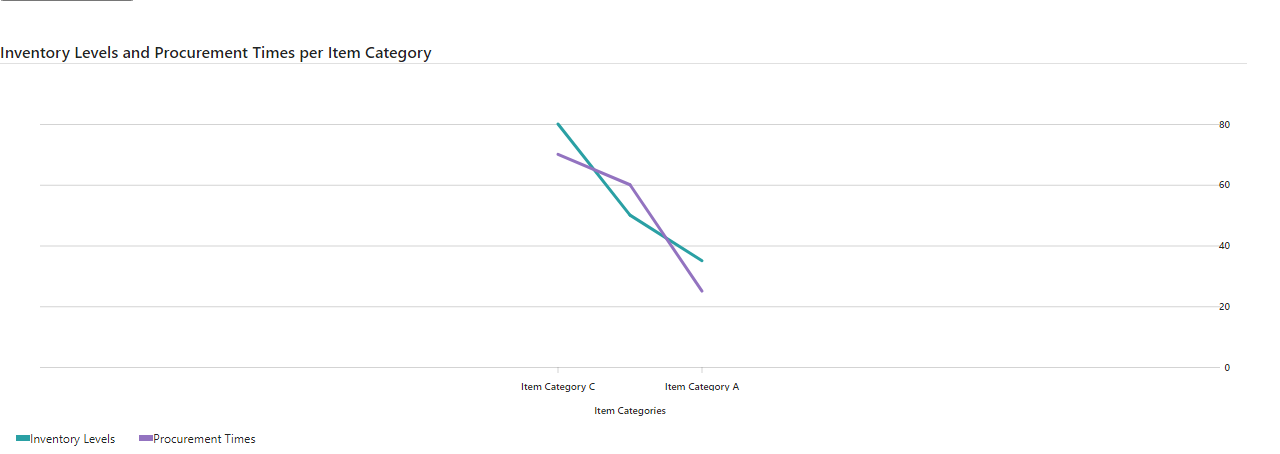 Inventory Levels and Procurement Times per Item Category
80
60
40
20
0
Item Category C Item Category A
Item Categories
Inventory Levels Procurement Times